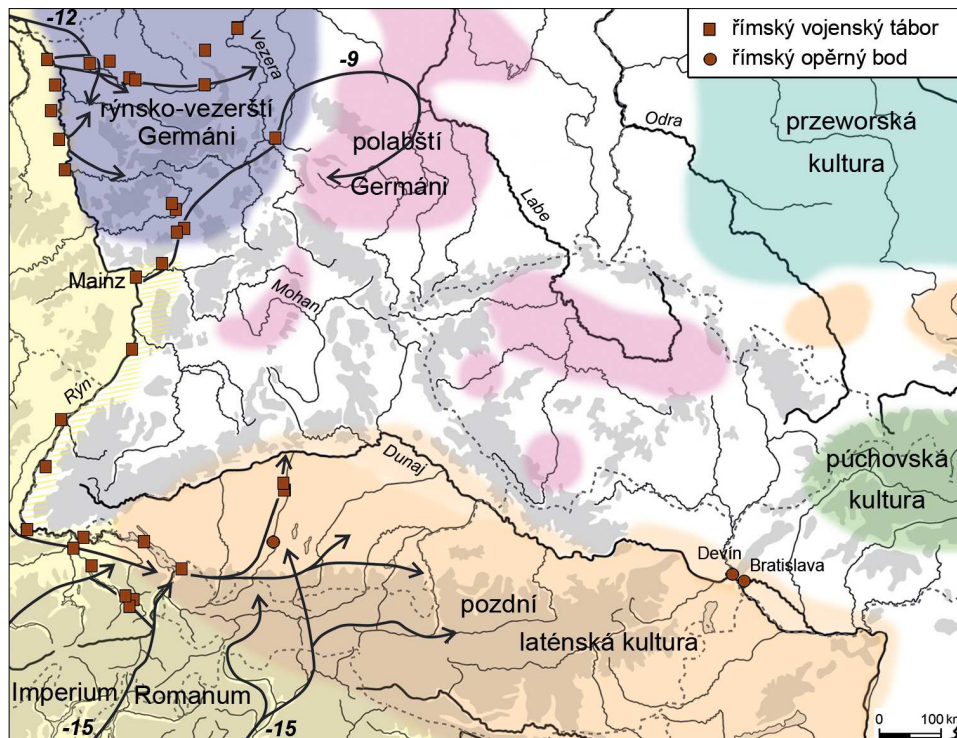 -12
římský vojenský tábor
římský opěrný bod
Vezera
-9
rýnsko-vezerští
Germáni
polabští
Germáni
Odra
przeworská
kultura
Labe
Mainz
Mohan
Rýn
Dunaj
púchovská
kultura
Devín
Bratislava
pozdní
laténská kultura
Imperium Romanum
-15
-15
0 100 km